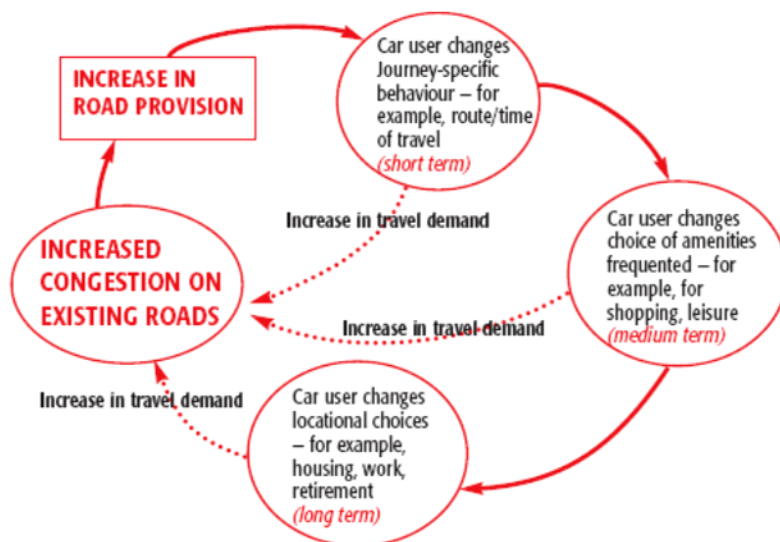 INCREASE IN
ROAD PROVISION
Car user changes
Journey-specific
behaviour – for
example, route/time
of travel
(short term)
Increase in travel demand
Car user changes
choice of amenities
frequented – for
example, for
shopping, leisure
(medium term)
INCREASED
CONGESTION ON
EXISTING ROADS
Increase in travel demand
Increase in travel demand
Car user changes
locational choices
– for example,
housing, work,
retirement
(long term)